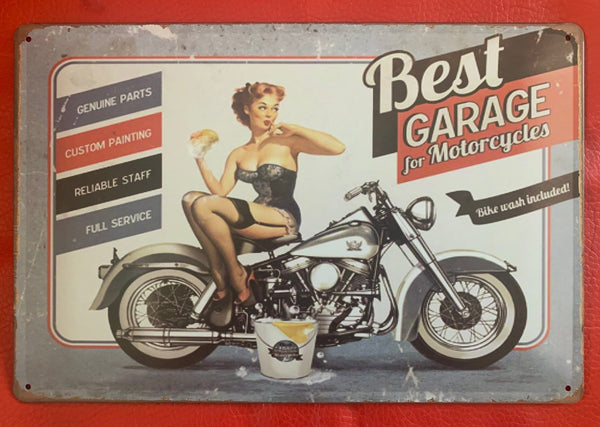 Best
GARAGE
for Motorcycles
GENUINE PARTS
CUSTOM PAINTING
RELIABLE STAFF
FULL SERVICE
Bike wash included!